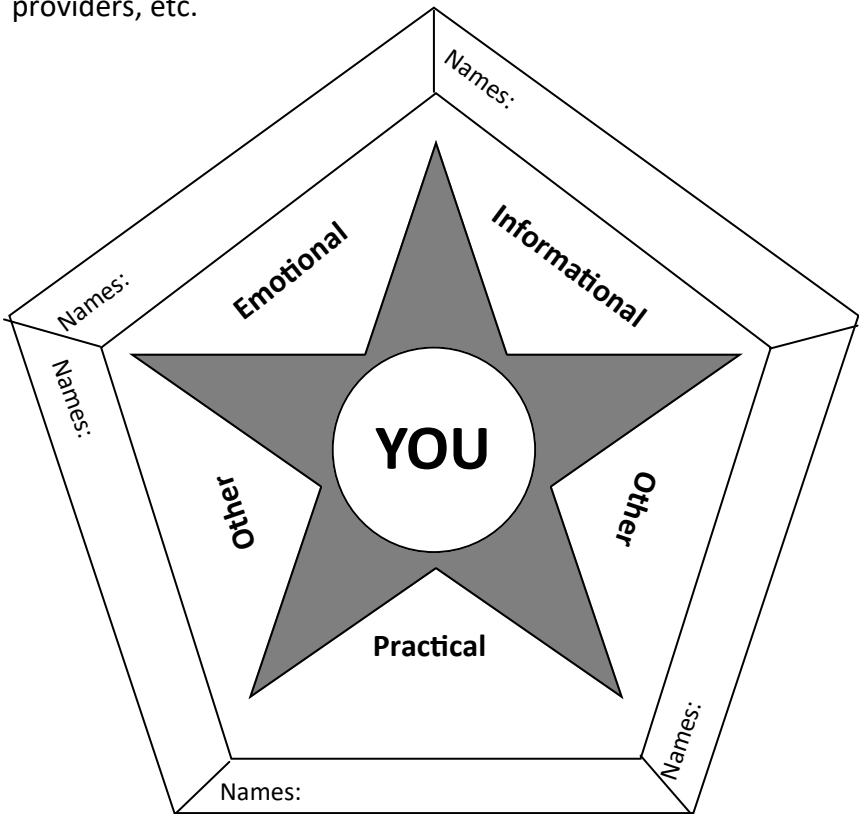 providers, etc.
Names:
Informational
Emotional
Names:
Names:
YOU
Other
Other
Practical
Names:
Names: